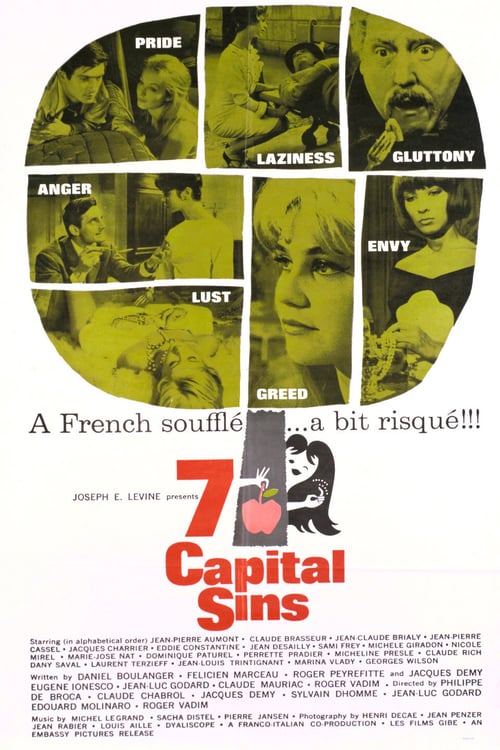 PRIDE
LAZINESS
GLUTTONY
ANGER
ENVY
LUST
GREED
A French soufflé ...a bit risqué!!!
JOSEPH E. LEVINE presents
7
Capital
Sins
Starring (in alphabetical order) JEAN-PIERRE AUMONT • CLAUDE BRASSEUR • JEAN-CLAUDE BRIALY • JEAN-PIERRE
CASSEL • JACQUES CHARRIER • EDDIE CONSTANTINE • JEAN DESAILLY • SAMI FREY • MICHELE GIRARDON • NICOLE
MIREL • MARIE-JOSE NAT • DOMINIQUE PATUREL • PERRETTE PRADIER • MICHELINE PRESLE • CLAUDE RICH
DANY SAVAL • LAURENT TERZIEFF • JEAN-LOUIS TRINTIGNANT • MARINA VLADY • GEORGES WILSON
Written by DANIEL BOULANGER • FELICIEN MARCEAU • ROGER PEYREFITTE and JACQUES DEMY
EUGENE IONESCO • JEAN-LUC GODARD • CLAUDE MAURIAC • ROGER VADIM • Directed by PHILIPPE
DE BROCA • CLAUDE CHABROL • JACQUES DEMY • SYLVAIN DHOMME • JEAN-LUC GODARD
EDOUARD MOLINARO • ROGER VADIM
Music by MICHEL LEGRAND • SACHA DISTEL • PIERRE JANSEN • Photography by HENRI DECAE • JEAN PENZER
JEAN RABIER • LOUIS AILLE • DYALISCOPE • A FRANCO-ITALIAN CO-PRODUCTION • LES FILMS GIBE • AN
EMBASSY PICTURES RELEASE